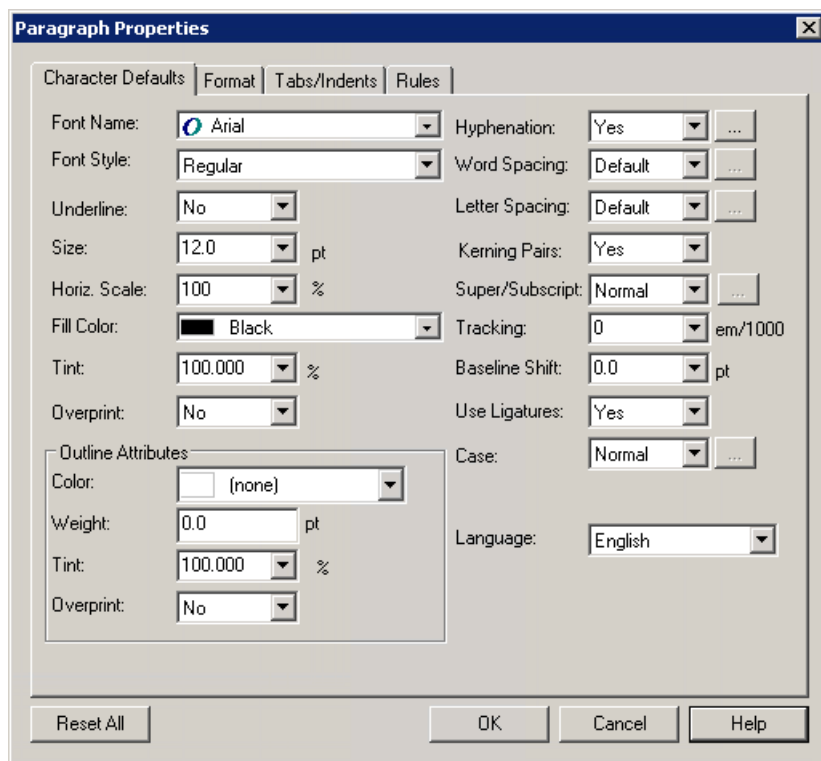 Paragraph Properties
Character Defaults Format Tabs/Indents Rules
Font Name: Arial
Font Style: Regular
Underline: No
Size: 12.0 pt
Horiz. Scale: 100 %
Fill Color: Black
Tint: 100.000 %
Overprint: No
Outline Attributes
Color: (none)
Weight: 0.0 pt
Tint: 100.000 %
Overprint: No
Hyphenation: Yes ...
Word Spacing: Default ...
Letter Spacing: Default ...
Kerning Pairs: Yes
Super/Subscript: Normal ...
Tracking: 0 em/1000
Baseline Shift: 0.0 pt
Use Ligatures: Yes
Case: Normal ...
Language: English
Reset All OK Cancel Help